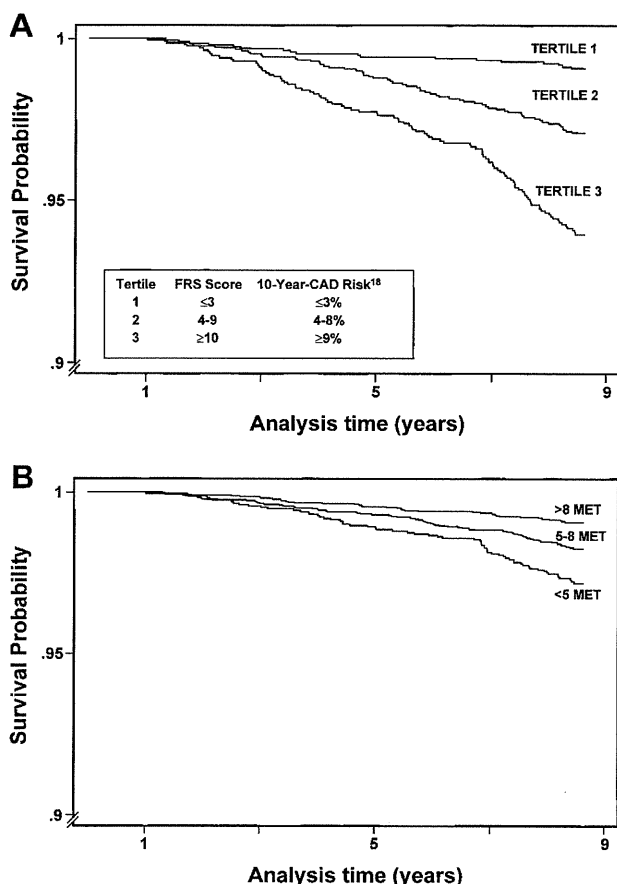 A
Survival Probability
1
.95
.9
TERTILE 1
TERTILE 2
TERTILE 3
Tertile FRS Score 10-Year-CAD Risk18
1 ≤3 ≤3%
2 4-9 4-8%
3 ≥10 ≥9%
1 5 9
Analysis time (years)
B
Survival Probability
1
.95
.9
>8 MET
5-8 MET
<5 MET
1 5 9
Analysis time (years)